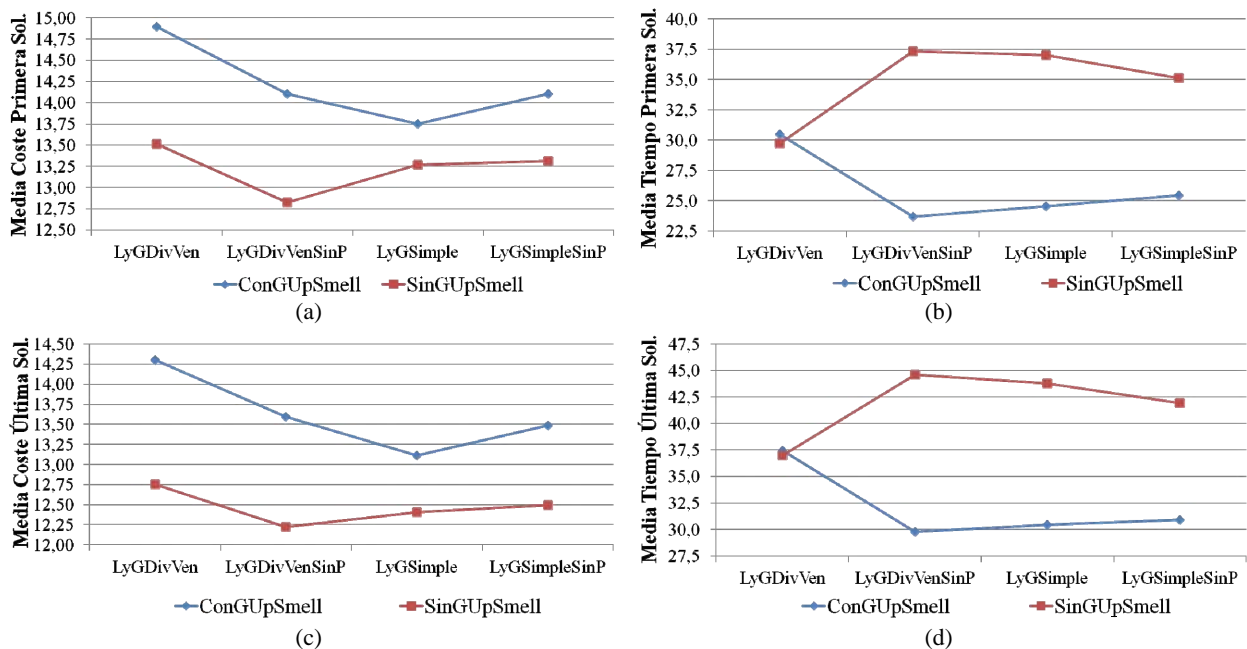 Media Coste Primera Sol.
15,00
14,75
14,50
14,25
14,00
13,75
13,50
13,25
13,00
12,75
12,50
LyGDivVen LyGDivVenSinP LyGSimple LyGSimpleSinP
ConGUpSmell SinGUpSmell
(a)
Media Tiempo Primera Sol.
40,0
37,5
35,0
32,5
30,0
27,5
25,0
22,5
LyGDivVen LyGDivVenSinP LyGSimple LyGSimpleSinP
ConGUpSmell SinGUpSmell
(b)
Media Coste Última Sol.
14,50
14,25
14,00
13,75
13,50
13,25
13,00
12,75
12,50
12,25
12,00
LyGDivVen LyGDivVenSinP LyGSimple LyGSimpleSinP
ConGUpSmell SinGUpSmell
(c)
Media Tiempo Última Sol.
47,5
45,0
42,5
40,0
37,5
35,0
32,5
30,0
27,5
LyGDivVen LyGDivVenSinP LyGSimple LyGSimpleSinP
ConGUpSmell SinGUpSmell
(d)